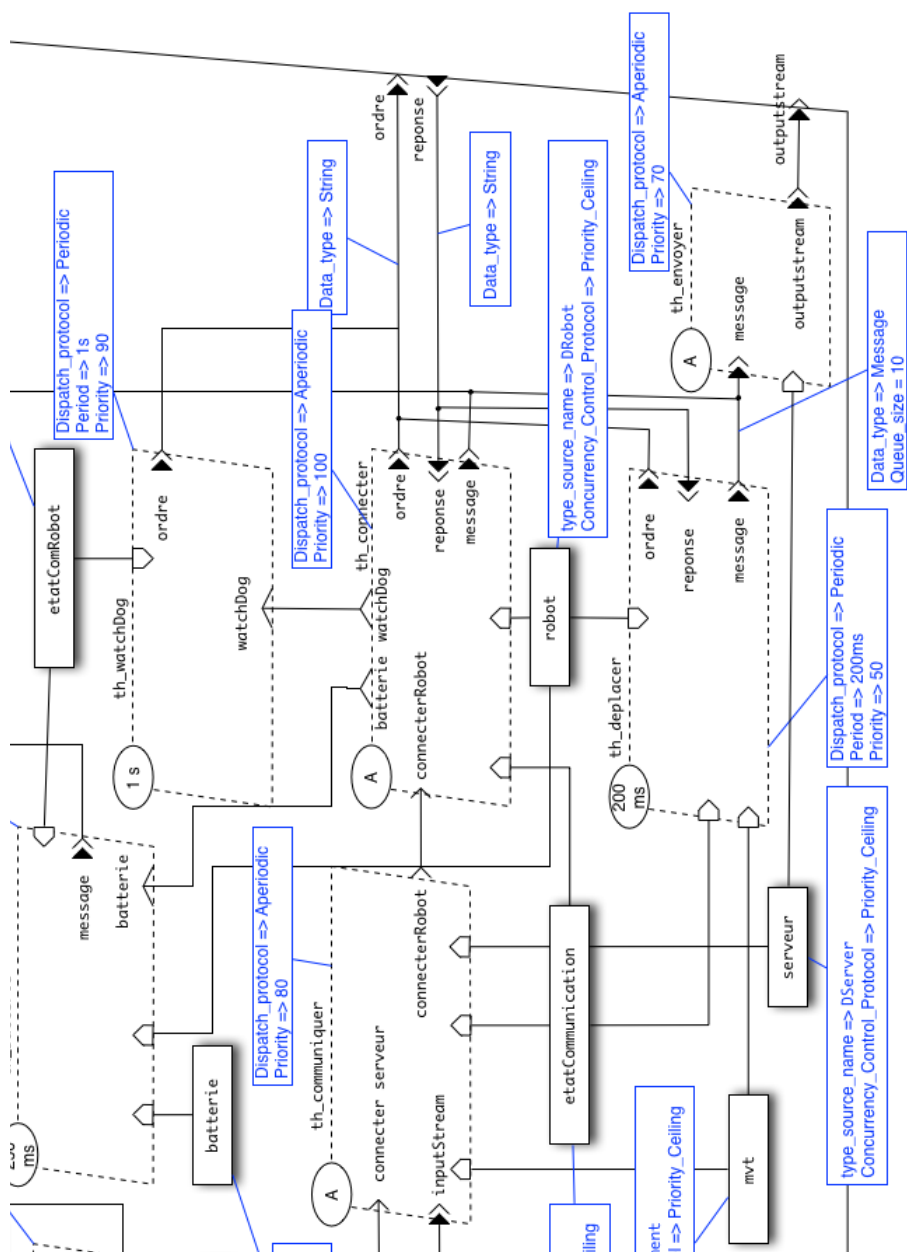 ordre
reponse
outputstream
Dispatch_protocol => Periodic
Period => 1s
Priority => 90
Data_type => String
Data_type => String
Dispatch_protocol => Aperiodic
Priority => 70
th_envoyer
A
message
outputstream
outputstream
Dispatch_protocol => Aperiodic
Priority => 100
type_source_name => DRobot
Concurrency_Control_Protocol => Priority_Ceiling
Data_type => Message
Queue_size = 10
etatComRobot
th_watchDog
1 s
ordre
watchDog
th_connecter
A
ordre
reponse
message
watchDog
batterie
connecterRobot
robot
th_deplacer
200
ms
ordre
reponse
message
Dispatch_protocol => Periodic
Period => 200ms
Priority => 50
message
batterie
ms
batterie
Dispatch_protocol => Aperiodic
Priority => 80
th_communiquer
A
connecter serveur
inputStream
connecterRobot
etatCommunication
serveur
type_source_name => DServer
Concurrency_Control_Protocol => Priority_Ceiling
mvt
=> Priority_Ceiling